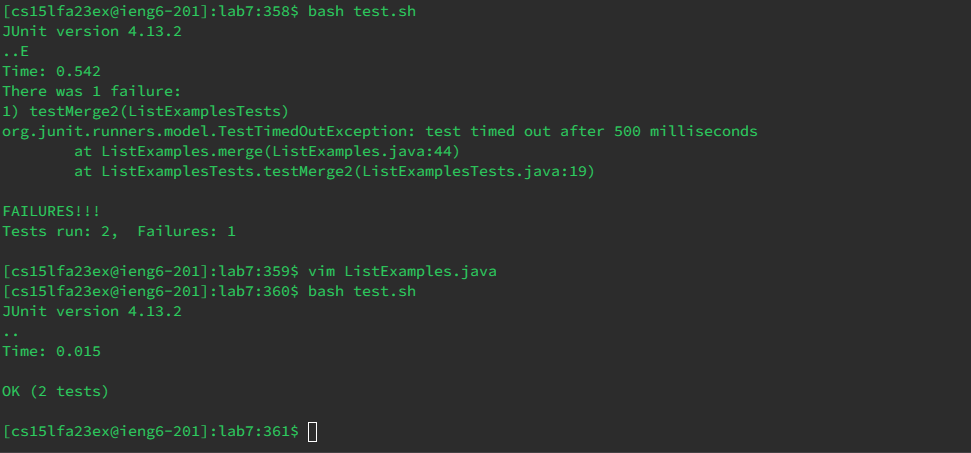 [cs15lfa23ex@ieng6-201]:lab7:358$ bash test.sh
JUnit version 4.13.2
..E
Time: 0.542
There was 1 failure:
1) testMerge2(ListExamplesTests)
org.junit.runners.model.TestTimedOutException: test timed out after 500 milliseconds
        at ListExamples.merge(ListExamples.java:44)
        at ListExamplesTests.testMerge2(ListExamplesTests.java:19)

FAILURES!!!
Tests run: 2,  Failures: 1

[cs15lfa23ex@ieng6-201]:lab7:359$ vim ListExamples.java
[cs15lfa23ex@ieng6-201]:lab7:360$ bash test.sh
JUnit version 4.13.2
..
Time: 0.015

OK (2 tests)

[cs15lfa23ex@ieng6-201]:lab7:361$